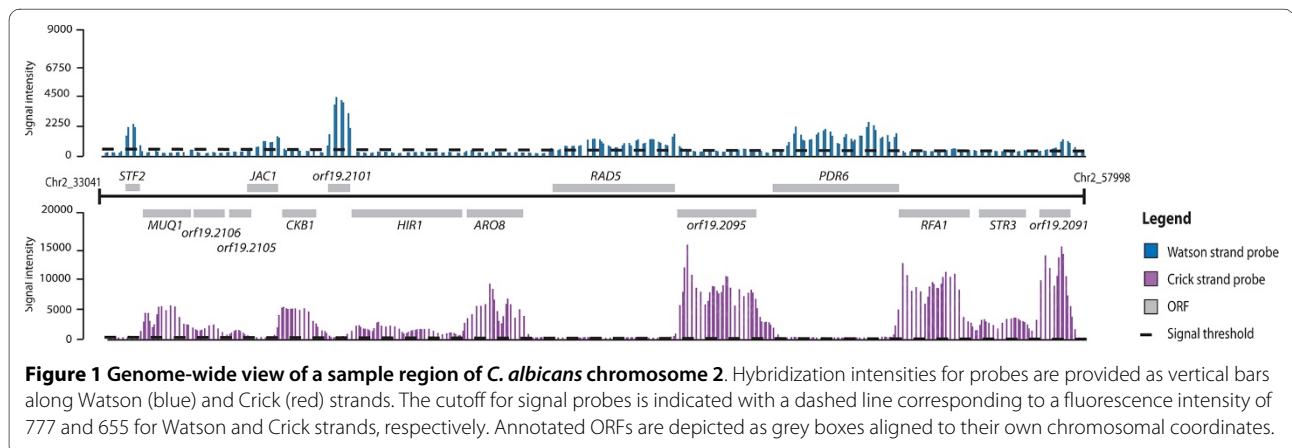 9000
6750
4500
2250
0
Signal intensity
STF2
JAC1
orf19.2101
RAD5
PDR6
Chr2_33041
Chr2_57998
MUQ1
orf19.2106
orf19.2105
CKB1
HIR1
ARO8
orf19.2095
RFA1
STR3
orf19.2091
20000
15000
10000
5000
0
Signal intensity
Legend
Watson strand probe
Crick strand probe
ORF
Signal threshold
Figure 1 Genome-wide view of a sample region of C. albicans chromosome 2. Hybridization intensities for probes are provided as vertical bars
along Watson (blue) and Crick (red) strands. The cutoff for signal probes is indicated with a dashed line corresponding to a fluorescence intensity of
777 and 655 for Watson and Crick strands, respectively. Annotated ORFs are depicted as grey boxes aligned to their own chromosomal coordinates.